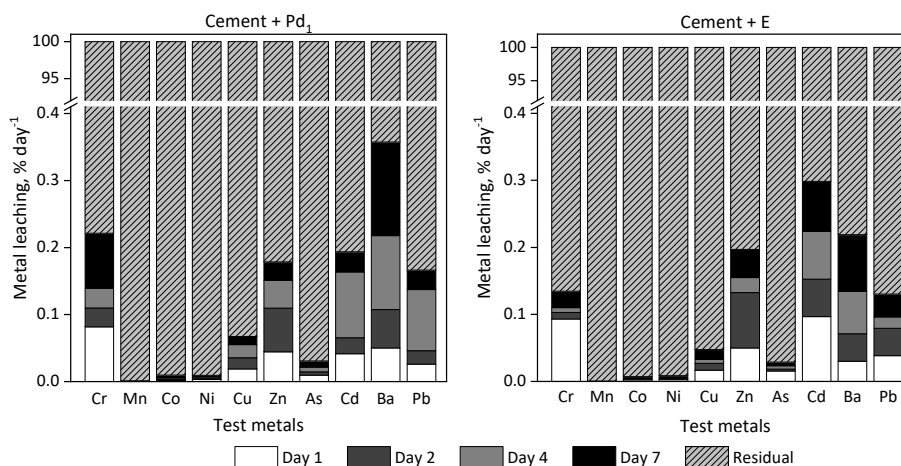 Cement + Pd1
Cement + E
Metal leaching, % day-1
100
95
0.4
0.3
0.2
0.1
0.0
Cr Mn Co Ni Cu Zn As Cd Ba Pb
Test metals
Metal leaching, % day-1
100
95
0.4
0.3
0.2
0.1
0.0
Cr Mn Co Ni Cu Zn As Cd Ba Pb
Test metals
Day 1 Day 2 Day 4 Day 7 Residual